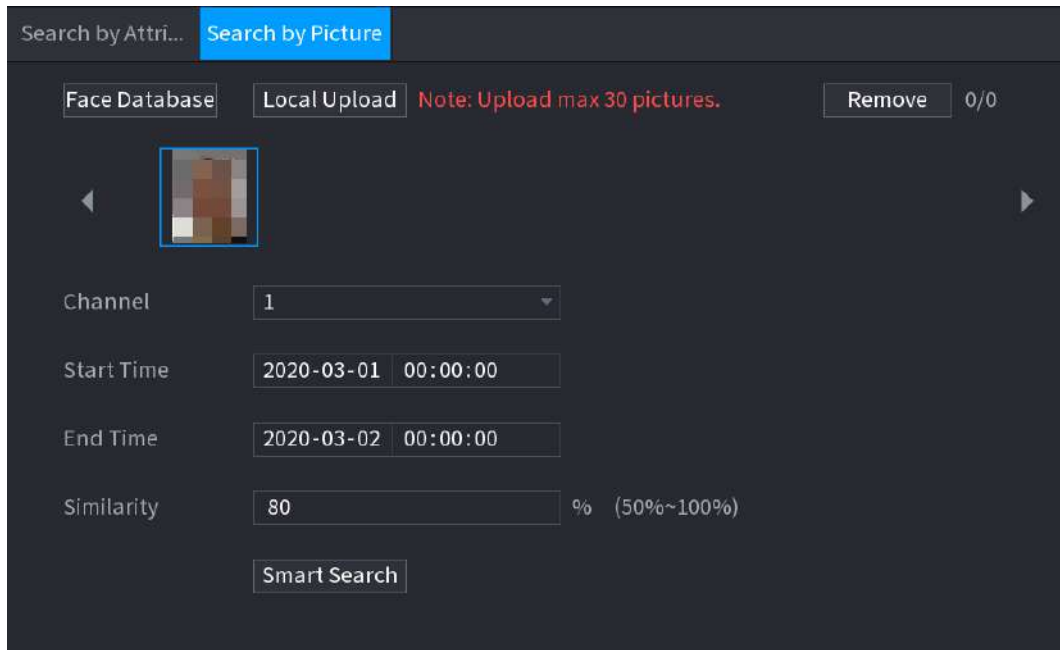 Search by Attri... Search by Picture
Face Database Local Upload Note: Upload max 30 pictures. Remove 0/0
Channel 1
Start Time 2020-03-01 00:00:00
End Time 2020-03-02 00:00:00
Similarity 80 % (50%~100%)
Smart Search